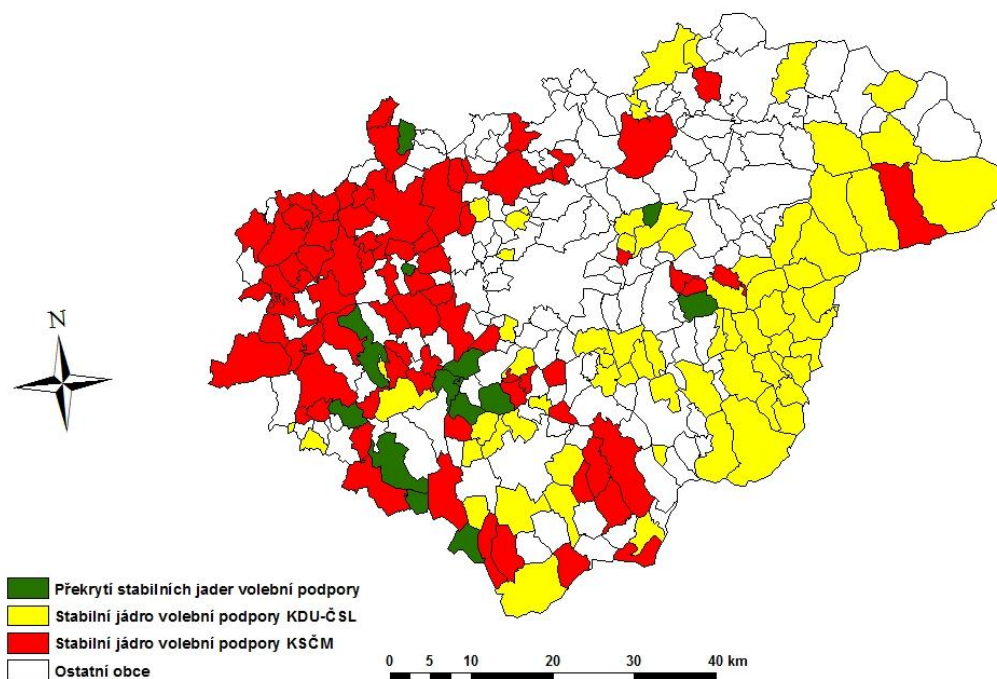 N
Překrytí stabilních jader volební podpory
Stabilní jádro volební podpory KDU-ČSL
Stabilní jádro volební podpory KSČM
Ostatní obce
0 5 10 20 30 40 km